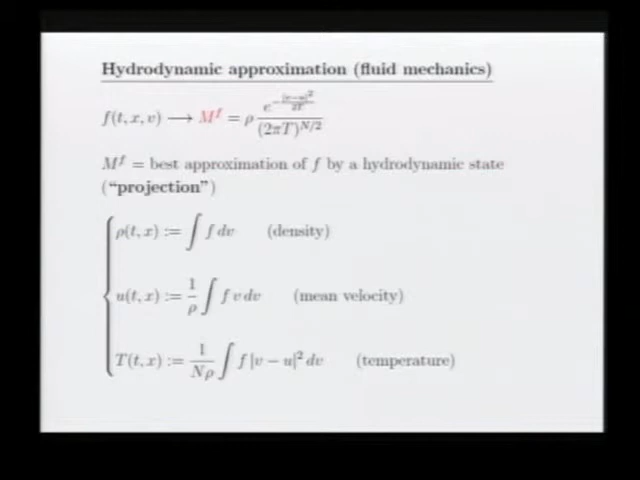 Hydrodynamic approximation (fluid mechanics)
f(t, x, v) ⟶ M^f = ρ e^{-|v-u|²/2T} / (2πT)^{N/2}
M^f = best approximation of f by a hydrodynamic state
("projection")
ρ(t, x) := ∫ f dv (density)
u(t, x) := 1/ρ ∫ f v dv (mean velocity)
T(t, x) := 1/(Nρ) ∫ f |v − u|² dv (temperature)